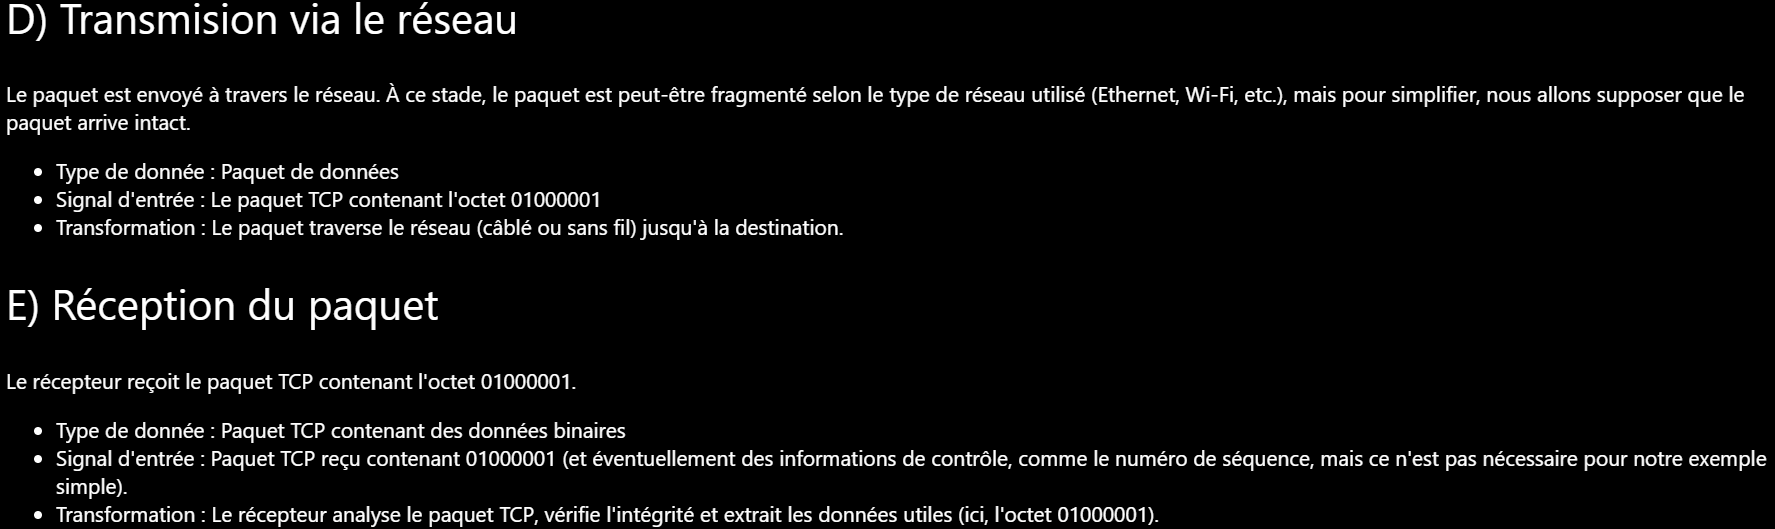 D) Transmision via le réseau
Le paquet est envoyé à travers le réseau. À ce stade, le paquet est peut-être fragmenté selon le type de réseau utilisé (Ethernet, Wi-Fi, etc.), mais pour simplifier, nous allons supposer que le
paquet arrive intact.
• Type de donnée : Paquet de données
• Signal d'entrée : Le paquet TCP contenant l'octet 01000001
• Transformation : Le paquet traverse le réseau (câblé ou sans fil) jusqu'à la destination.
E) Réception du paquet
Le récepteur reçoit le paquet TCP contenant l'octet 01000001.
• Type de donnée : Paquet TCP contenant des données binaires
• Signal d'entrée : Paquet TCP reçu contenant 01000001 (et éventuellement des informations de contrôle, comme le numéro de séquence, mais ce n'est pas nécessaire pour notre exemple
simple).
• Transformation : Le récepteur analyse le paquet TCP, vérifie l'intégrité et extrait les données utiles (ici, l'octet 01000001).